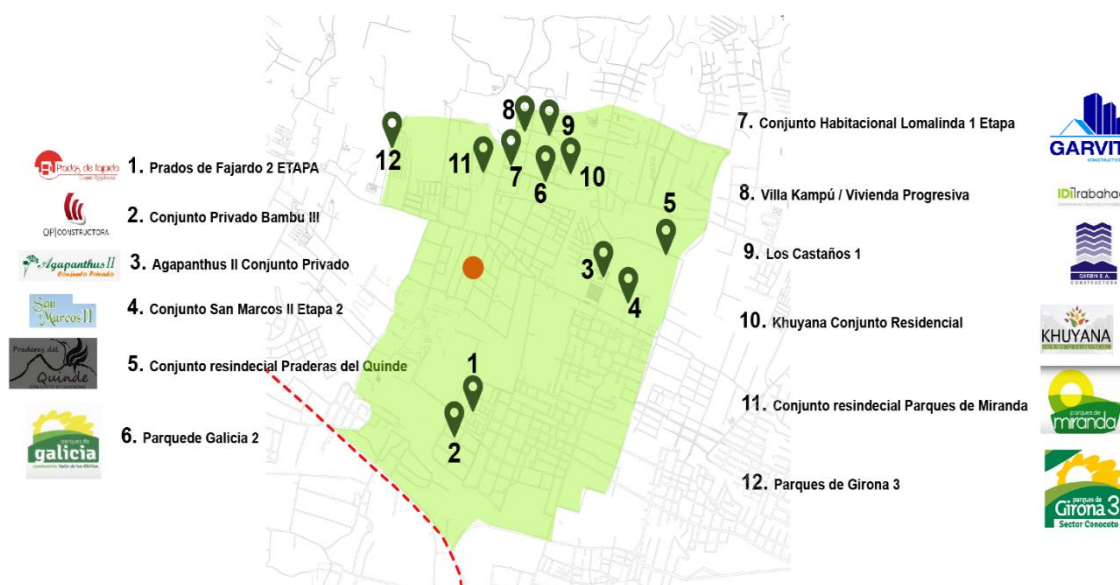 Prados de fajardo
1. Prados de Fajardo 2 ETAPA
QP|CONSTRUCTORA
2. Conjunto Privado Bambu III
Agapanthus II
Conjunto Privado
3. Agapanthus II Conjunto Privado
San
Marcos II
4. Conjunto San Marcos II Etapa 2
Praderas del
Quinde
5. Conjunto resindecial Praderas del Quinde
parques de
galicia
6. Parquede Galicia 2
8
9
12
11
7
6
10
5
3
4
1
2
7. Conjunto Habitacional Lomalinda 1 Etapa
GARVIT
CONSTRUCTOR
8. Villa Kampú / Vivienda Progresiva
9. Los Castaños 1
CONSTRUCTORA
10. Khuyana Conjunto Residencial
KHUYANA
11. Conjunto resindecial Parques de Miranda
parques de
miranda
12. Parques de Girona 3
parques de
Girona 3
Sector Conocoto